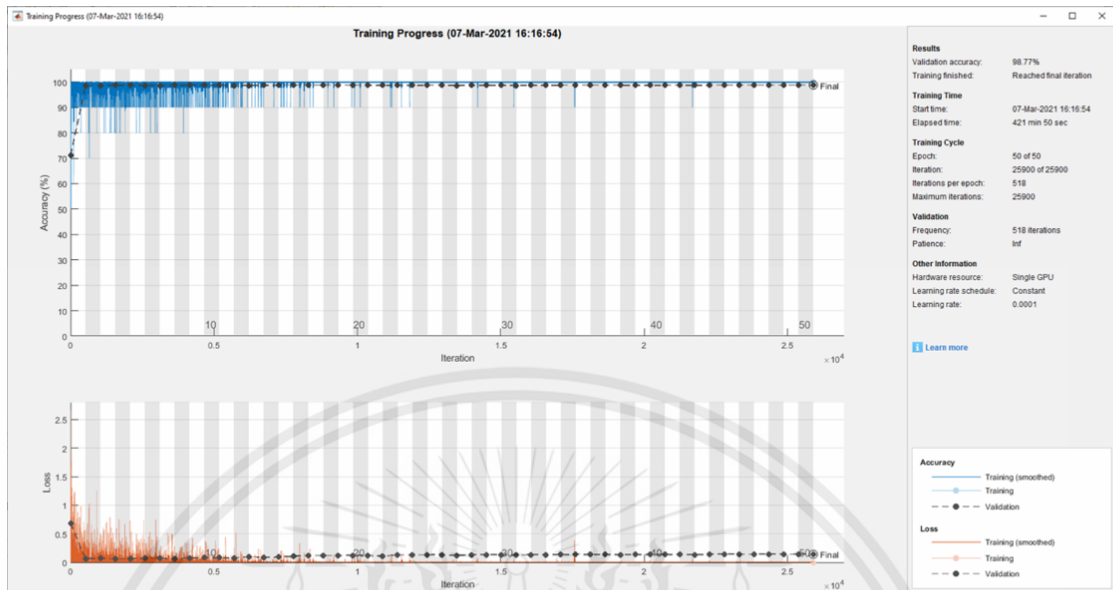 Training Progress (07-Mar-2021 16:16:54)
Training Progress (07-Mar-2021 16:16:54)
Accuracy (%)
100
90
80
70
60
50
40
30
20
10
0
Final
10
20
30
40
50
0
0.5
1
1.5
2
2.5
×10⁴
Iteration
Loss
2.5
2
1.5
1
0.5
0
Final
10
20
30
40
50
0
0.5
1
1.5
2
2.5
×10⁴
Iteration
Results
Validation accuracy: 98.77%
Training finished: Reached final iteration
Training Time
Start time: 07-Mar-2021 16:16:54
Elapsed time: 421 min 50 sec
Training Cycle
Epoch: 50 of 50
Iteration: 25900 of 25900
Iterations per epoch: 518
Maximum iterations: 25900
Validation
Frequency: 518 iterations
Patience: Inf
Other Information
Hardware resource: Single GPU
Learning rate schedule: Constant
Learning rate: 0.0001
Learn more
Accuracy
Training (smoothed)
Training
Validation
Loss
Training (smoothed)
Training
Validation